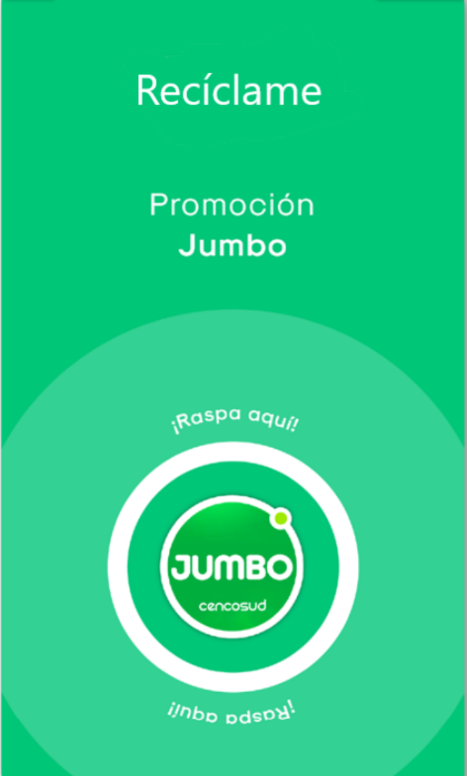 Recíclame
Promoción
Jumbo
¡Raspa aquí!
JUMBO
cencosud
¡Raspa aquí!